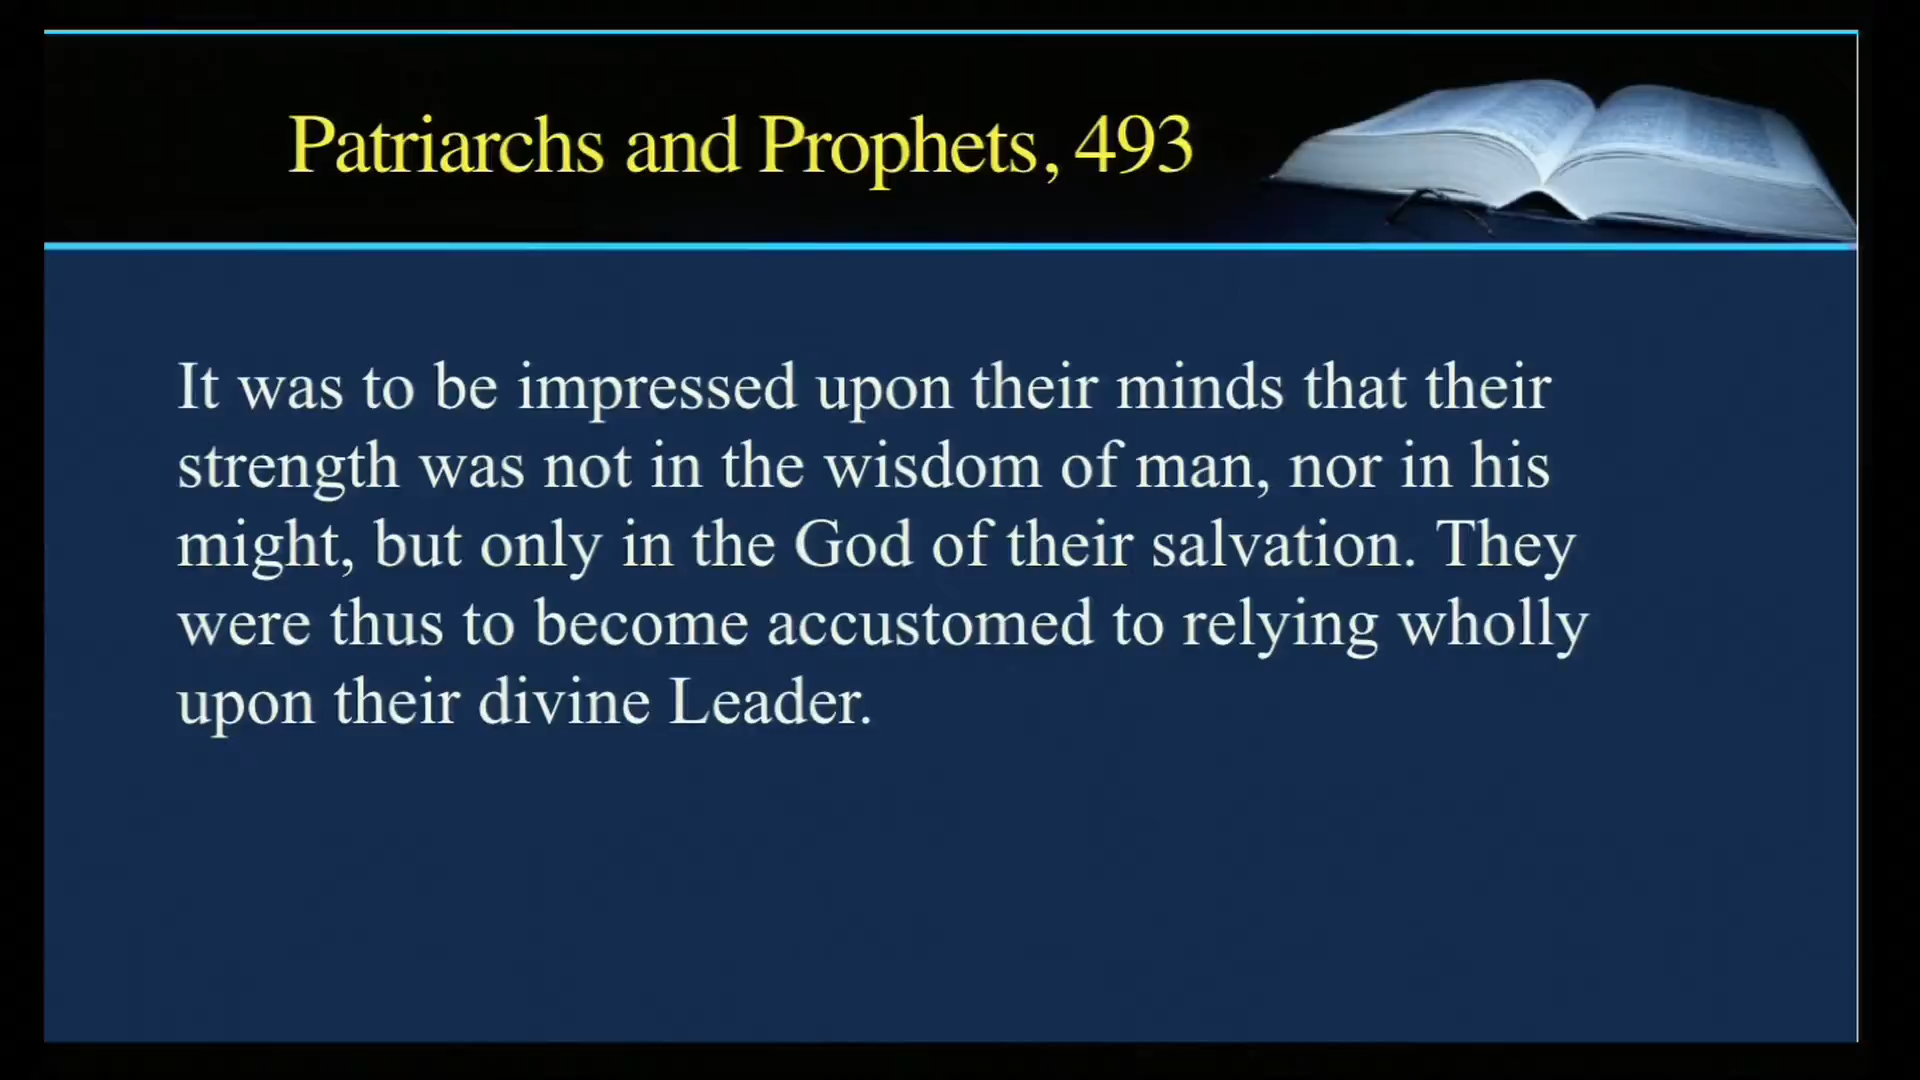 Patriarchs and Prophets, 493
It was to be impressed upon their minds that their
strength was not in the wisdom of man, nor in his
might, but only in the God of their salvation. They
were thus to become accustomed to relying wholly
upon their divine Leader.